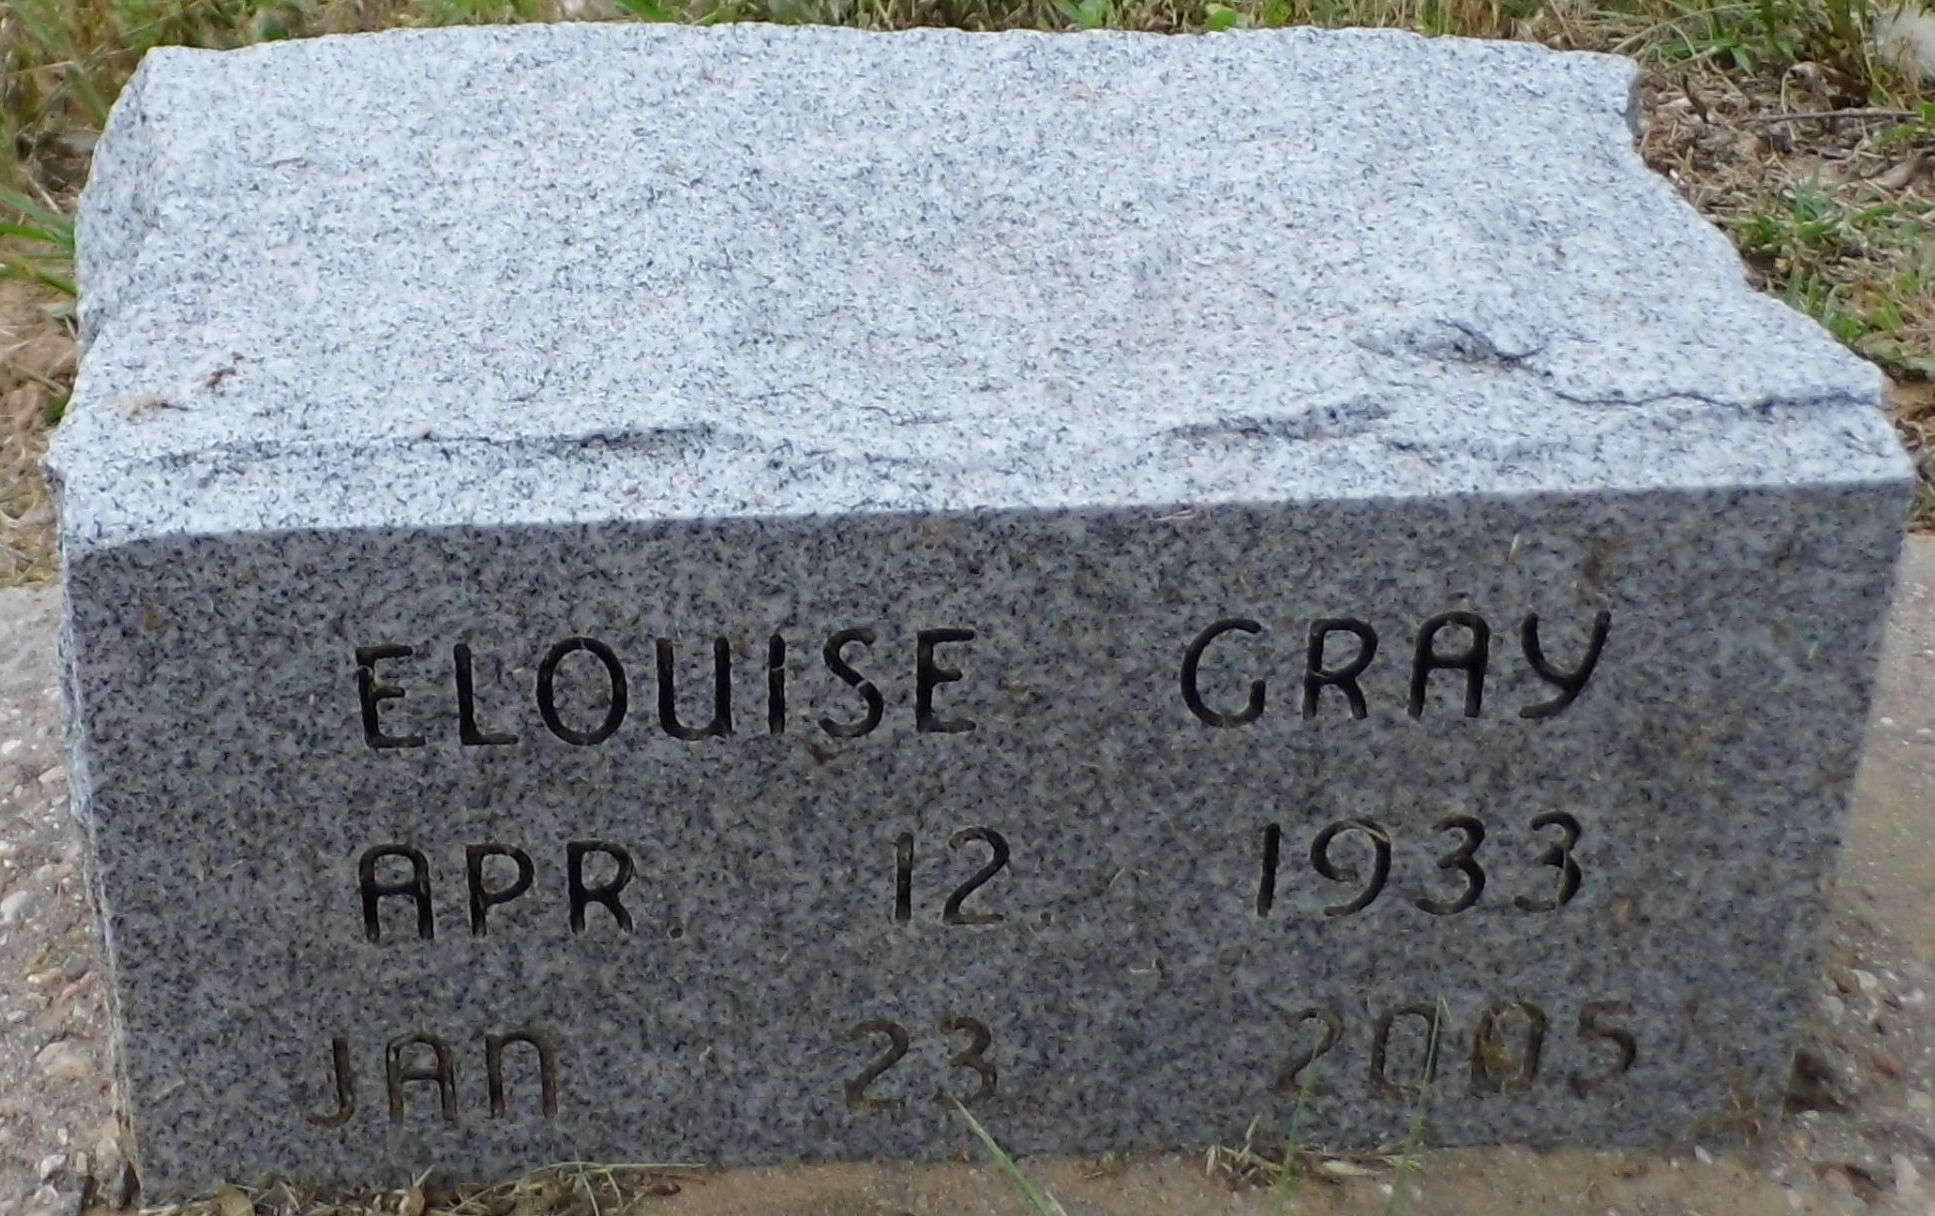 ELOUISE GRAY
APR. 12. 1933
JAN 23 2005